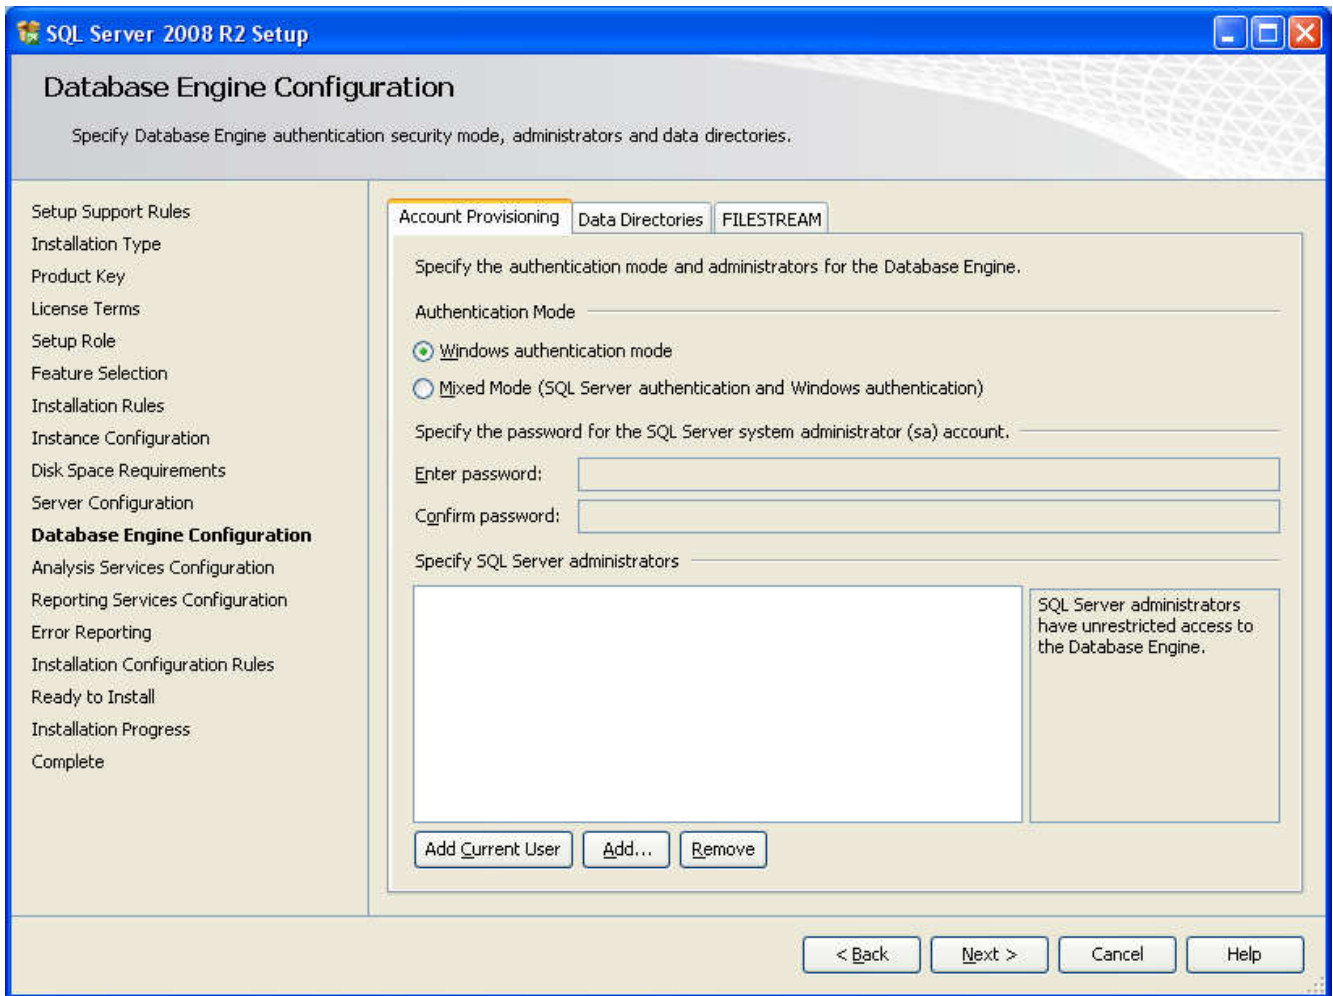 SQL Server 2008 R2 Setup
Database Engine Configuration
Specify Database Engine authentication security mode, administrators and data directories.
Setup Support Rules
Installation Type
Product Key
License Terms
Setup Role
Feature Selection
Installation Rules
Instance Configuration
Disk Space Requirements
Server Configuration
Database Engine Configuration
Analysis Services Configuration
Reporting Services Configuration
Error Reporting
Installation Configuration Rules
Ready to Install
Installation Progress
Complete
Account Provisioning Data Directories FILESTREAM
Specify the authentication mode and administrators for the Database Engine.
Authentication Mode
Windows authentication mode
Mixed Mode (SQL Server authentication and Windows authentication)
Specify the password for the SQL Server system administrator (sa) account.
Enter password:
Confirm password:
Specify SQL Server administrators
SQL Server administrators
have unrestricted access to
the Database Engine.
Add Current User Add... Remove
< Back Next > Cancel Help